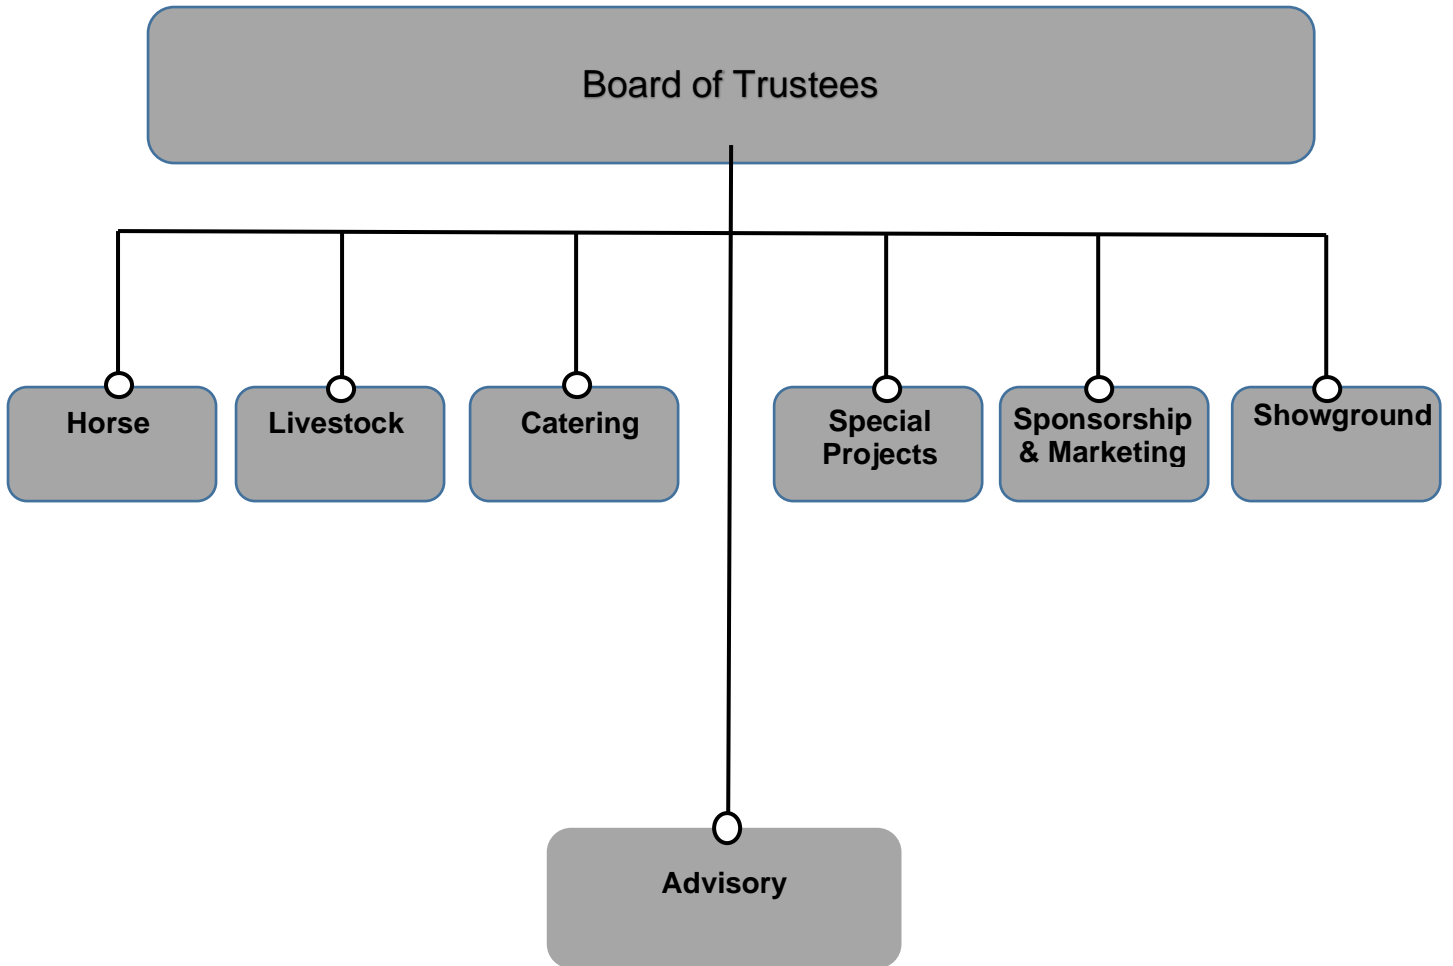 Board of Trustees
Horse
Livestock
Catering
Special
Projects
Sponsorship
& Marketing
Showground
Advisory